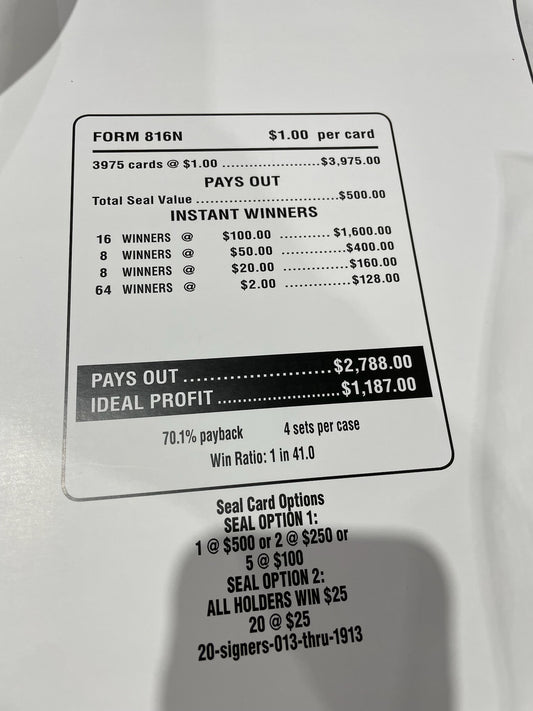 FORM 816N $1.00 per card
3975 cards @ $1.00 ......................$3,975.00
PAYS OUT
Total Seal Value ..............................$500.00
INSTANT WINNERS
16 WINNERS @ $100.00 ........... $1,600.00
8 WINNERS @ $50.00 ..............$400.00
8 WINNERS @ $20.00 ..............$160.00
64 WINNERS @ $2.00 ..............$128.00
PAYS OUT ......................$2,788.00
IDEAL PROFIT ..........................$1,187.00
70.1% payback 4 sets per case
Win Ratio: 1 in 41.0
Seal Card Options
SEAL OPTION 1:
1 @ $500 or 2 @ $250 or
5 @ $100
SEAL OPTION 2:
ALL HOLDERS WIN $25
20 @ $25
20-signers-013-thru-1913